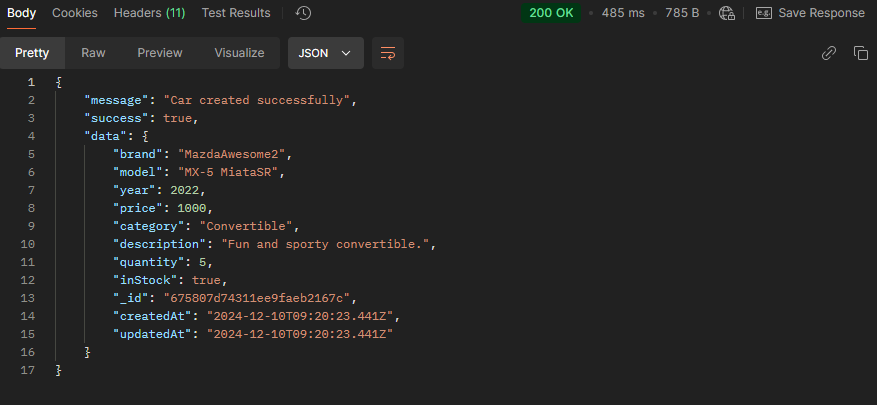 Body Cookies Headers (11) Test Results 200 OK 485 ms 785 B e.g. Save Response
Pretty Raw Preview Visualize JSON
1 {
2 "message": "Car created successfully",
3 "success": true,
4 "data": {
5 "brand": "MazdaAwesome2",
6 "model": "MX-5 MiataSR",
7 "year": 2022,
8 "price": 1000,
9 "category": "Convertible",
10 "description": "Fun and sporty convertible.",
11 "quantity": 5,
12 "inStock": true,
13 "_id": "675807d74311ee9faeb2167c",
14 "createdAt": "2024-12-10T09:20:23.441Z",
15 "updatedAt": "2024-12-10T09:20:23.441Z"
16 }
17 }